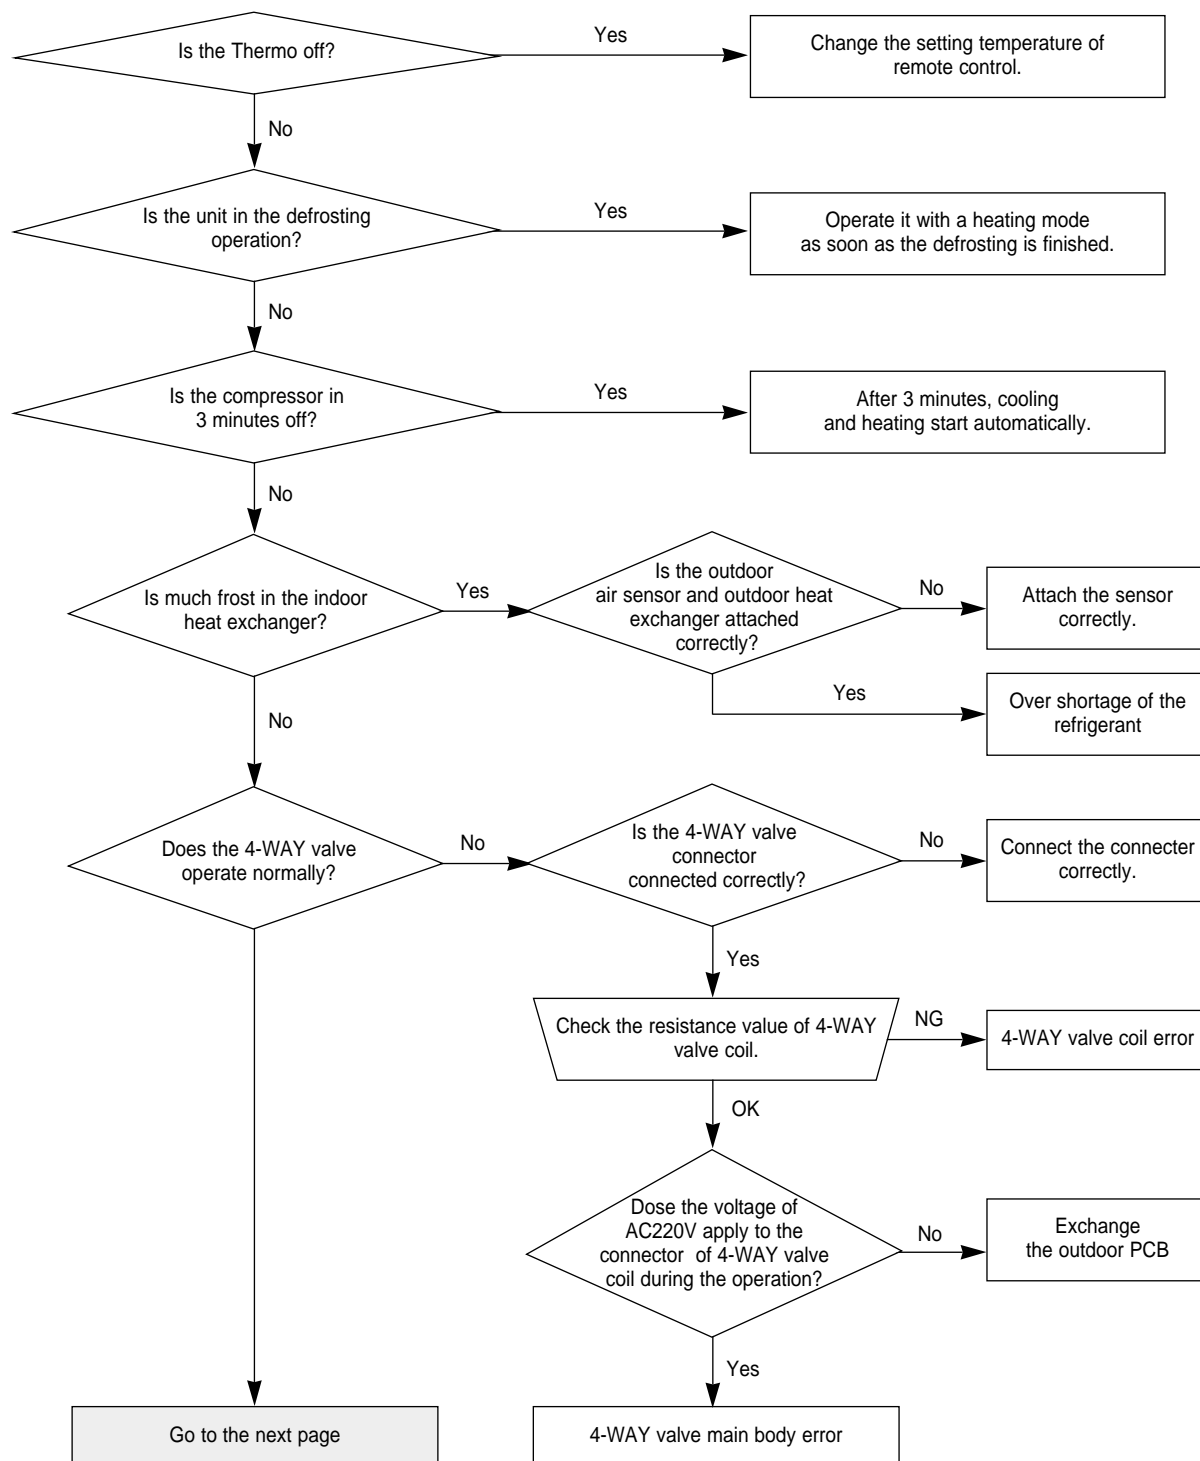 Is the Thermo off?
Yes
Change the setting temperature of
remote control.
No
Is the unit in the defrosting
operation?
Yes
Operate it with a heating mode
as soon as the defrosting is finished.
No
Is the compressor in
3 minutes off?
Yes
After 3 minutes, cooling
and heating start automatically.
No
Is much frost in the indoor
heat exchanger?
Yes
Is the outdoor
air sensor and outdoor heat
exchanger attached
correctly?
No
Attach the sensor
correctly.
Yes
Over shortage of the
refrigerant
No
Does the 4-WAY valve
operate normally?
No
Is the 4-WAY valve
connector
connected correctly?
No
Connect the connecter
correctly.
Yes
Check the resistance value of 4-WAY
valve coil.
NG
4-WAY valve coil error
OK
Dose the voltage of
AC220V apply to the
connector of 4-WAY valve
coil during the operation?
No
Exchange
the outdoor PCB
Yes
Go to the next page
4-WAY valve main body error